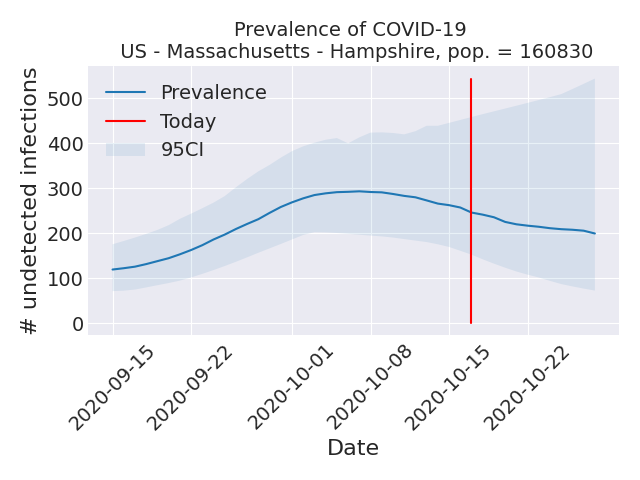 Prevalence of COVID-19
US - Massachusetts - Hampshire, pop. = 160830
# undetected infections
500
400
300
200
100
0
Prevalence
Today
95CI
2020-09-15
2020-09-22
2020-10-01
2020-10-08
2020-10-15
2020-10-22
Date